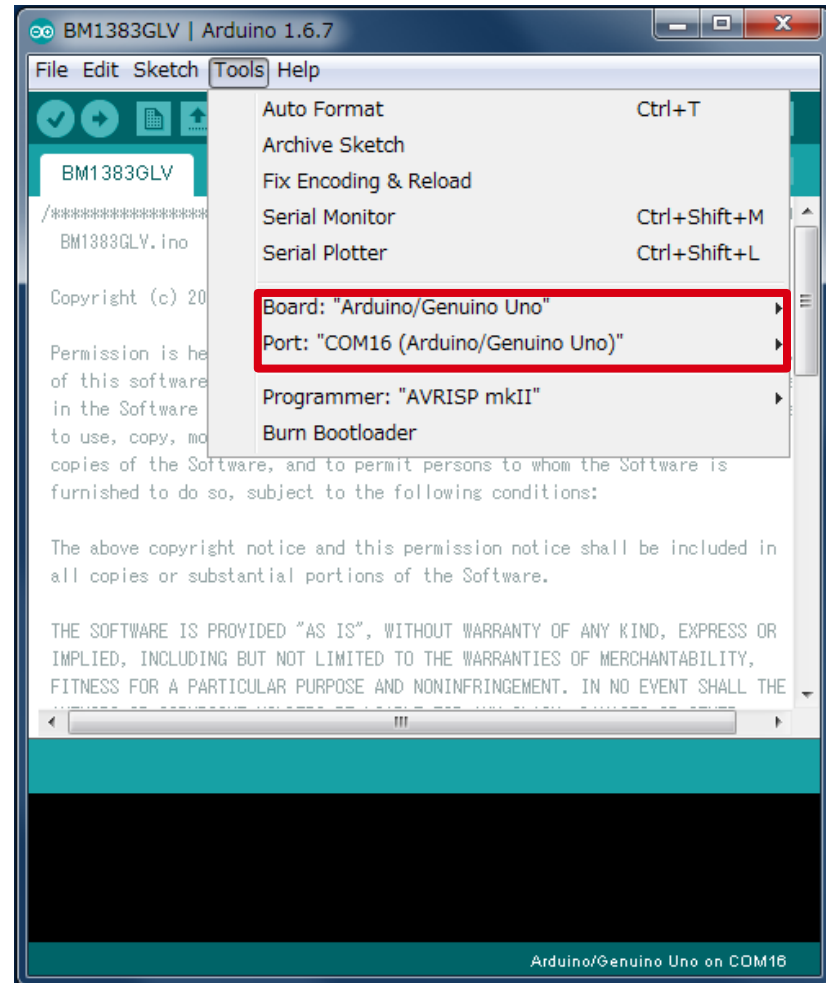 BM1383GLV | Arduino 1.6.7
File Edit Sketch Tools Help
Auto Format Ctrl+T
Archive Sketch
Fix Encoding & Reload
Serial Monitor Ctrl+Shift+M
Serial Plotter Ctrl+Shift+L
Board: "Arduino/Genuino Uno"
Port: "COM16 (Arduino/Genuino Uno)"
Programmer: "AVRISP mkII"
Burn Bootloader
BM1383GLV
/*****************
BM1383GLV.ino
Copyright (c) 20
Permission is he
of this software
in the Software
to use, copy, mo
copies of the Software, and to permit persons to whom the Software is
furnished to do so, subject to the following conditions:
The above copyright notice and this permission notice shall be included in
all copies or substantial portions of the Software.
THE SOFTWARE IS PROVIDED "AS IS", WITHOUT WARRANTY OF ANY KIND, EXPRESS OR
IMPLIED, INCLUDING BUT NOT LIMITED TO THE WARRANTIES OF MERCHANTABILITY,
FITNESS FOR A PARTICULAR PURPOSE AND NONINFRINGEMENT. IN NO EVENT SHALL THE
Arduino/Genuino Uno on COM16